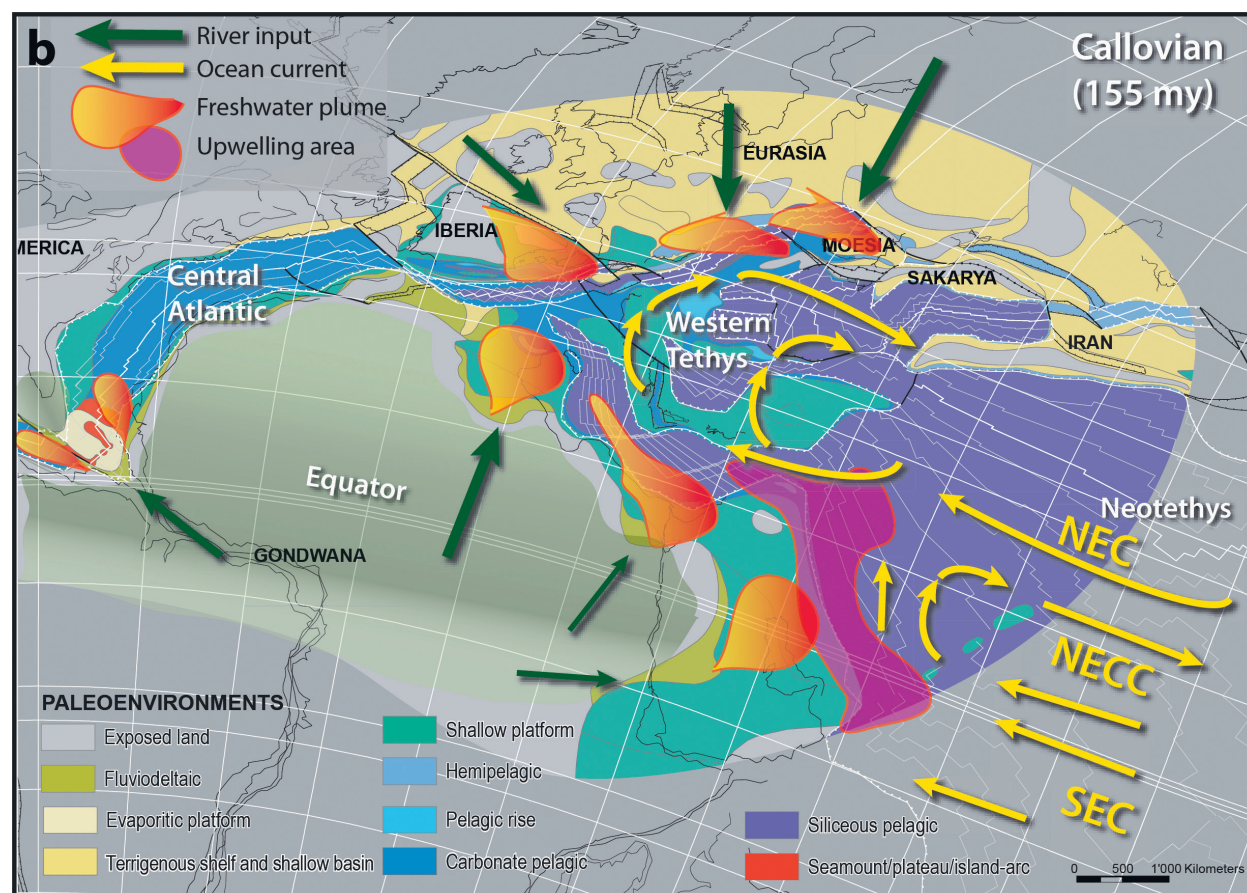 b
River input
Ocean current
Freshwater plume
Upwelling area
Callovian
(155 my)
EURASIA
IBERIA
MERICA
MOESIA
SAKARYA
Central
Atlantic
Western
Tethys
IRAN
Equator
Neotethys
NEC
GONDWANA
NECC
SEC
PALEOENVIRONMENTS
Exposed land
Fluviodeltaic
Evaporitic platform
Terrigenous shelf and shallow basin
Shallow platform
Hemipelagic
Pelagic rise
Carbonate pelagic
Siliceous pelagic
Seamount/plateau/island-arc
0 500 1'000 Kilometers